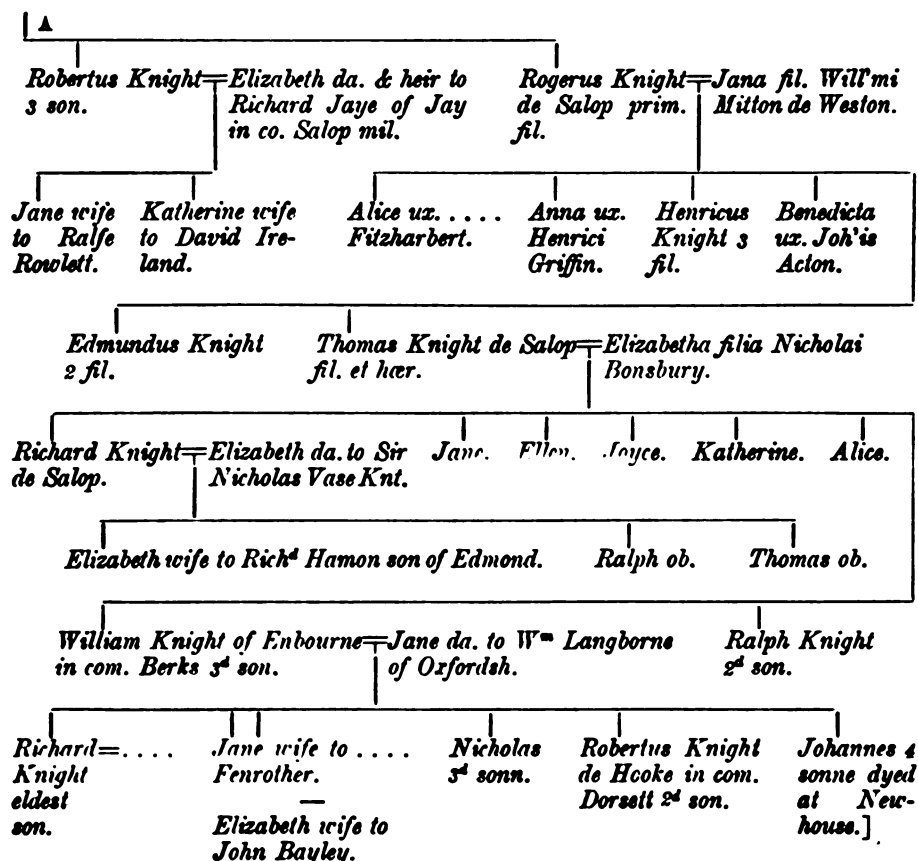 A
Robertus Knight=Elizabeth da. & heir to
3 son.
Richard Jaye of Jay
in co. Salop mil.
Rogerus Knight=Jana fil. Will'mi
de Salop prim.
fil.
Mitton de Weston.
Jane wife
to Ralfe
Rowlett.
Katherine wife
to David Ire-
land.
Alice ux. . . . . .
Fitzharbert.
Anna ux.
Henrici
Griffin.
Henricus
Knight 3
fil.
Benedicta
ux. Joh'is
Acton.
Edmundus Knight
2 fil.
Thomas Knight de Salop=Elizabetha filia Nicholai
fil. et hær.
Bonsbury.
Richard Knight=Elizabeth da. to Sir
de Salop.
Nicholas Vase Knt.
Jane.
Ellen.
Joyce.
Katherine.
Alice.
Elizabeth wife to Richd Hamon son of Edmond.
Ralph ob.
Thomas ob.
William Knight of Enbourne=Jane da. to Wm Langborne
in com. Berks 3d son.
of Oxfordsh.
Ralph Knight
2d son.
Richard=. . . .
Knight
eldest
son.
Jane wife to . . . .
Fenrother.
—
Elizabeth wife to
John Bayley.
Nicholas
3d sonn.
Robertus Knight
de Hooke in com.
Dorsett 2d son.
Johannes 4
sonne dyed
at New-
house.]